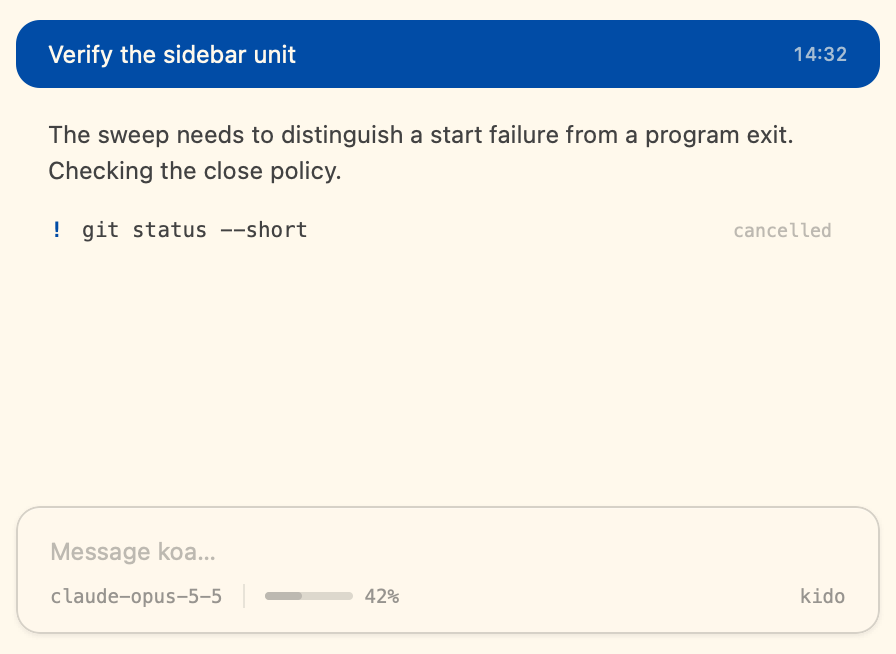 Verify the sidebar unit 14:32
The sweep needs to distinguish a start failure from a program exit.
Checking the close policy.
! git status --short cancelled
Message koa...
claude-opus-5-5 42% kido